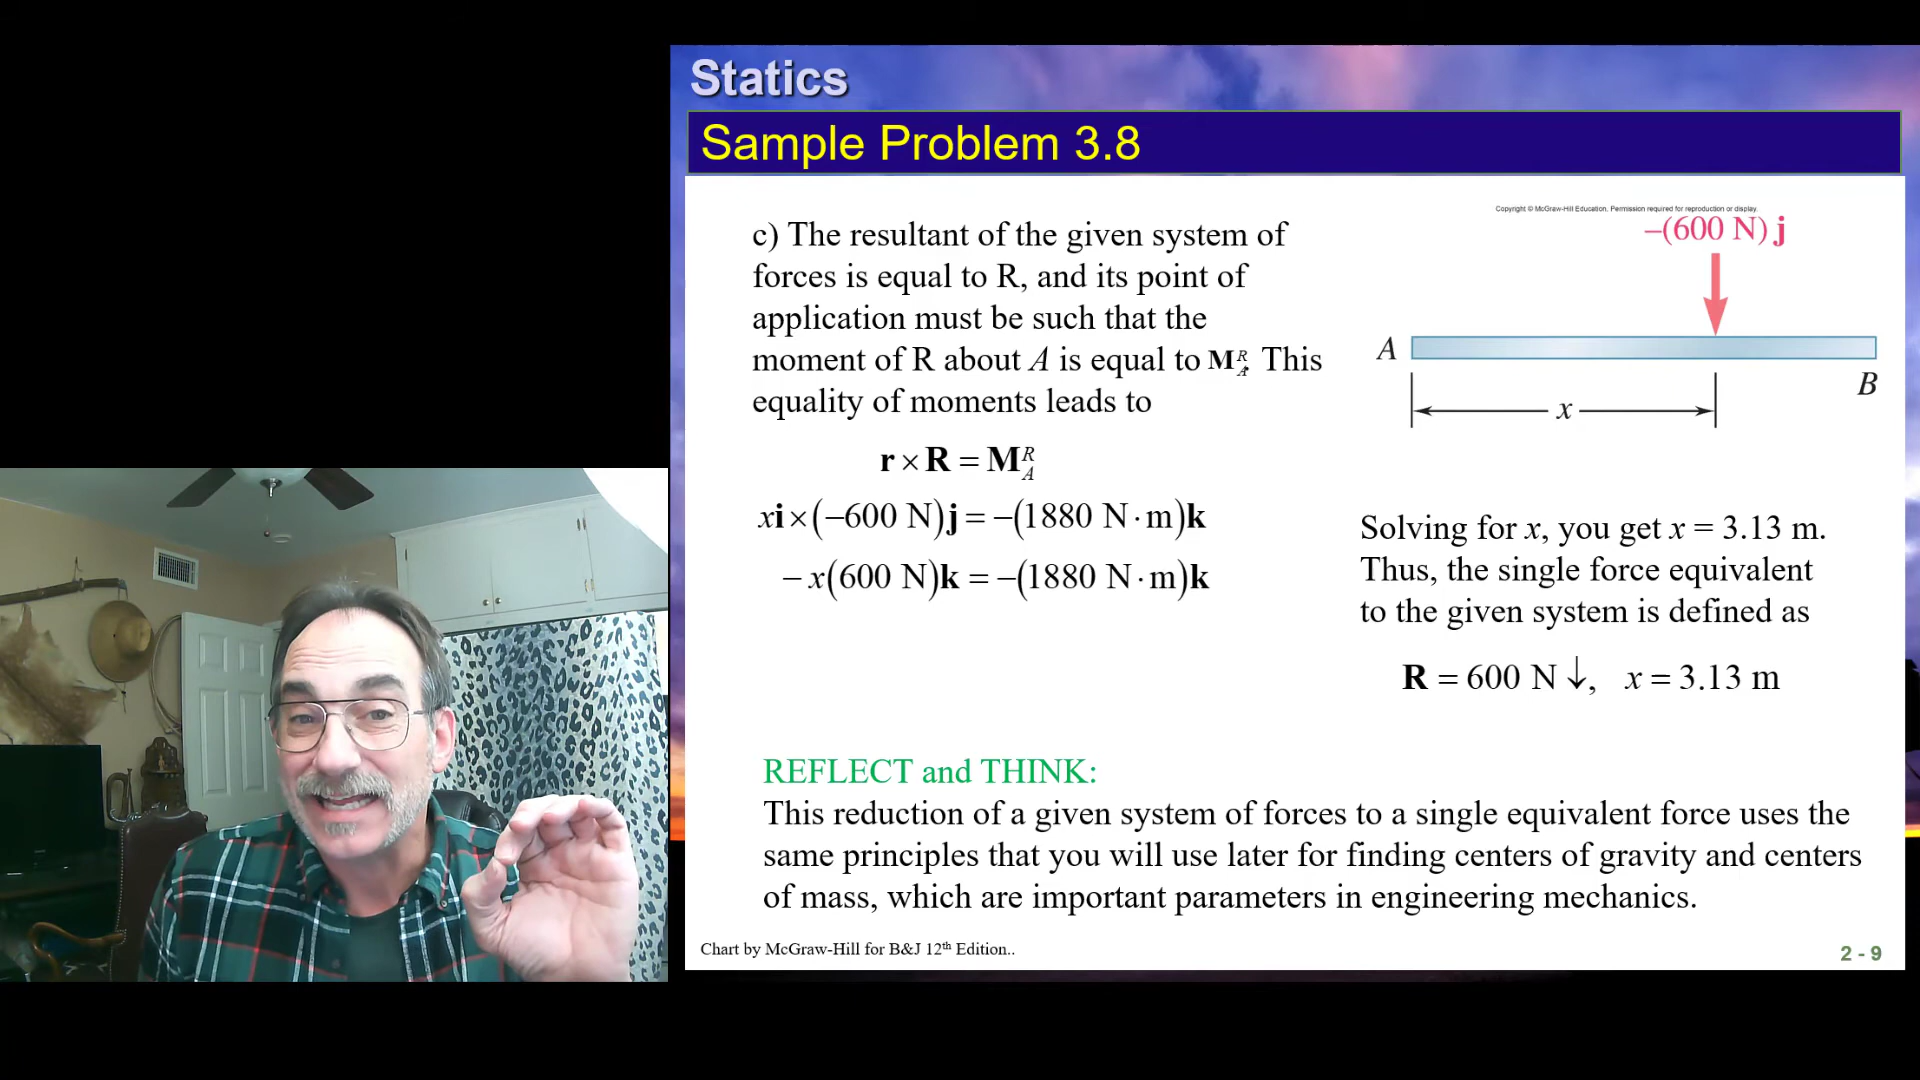 Statics
Sample Problem 3.8
Copyright © McGraw-Hill Education. Permission required for reproduction or display.
–(600 N) j
c) The resultant of the given system of
forces is equal to R, and its point of
application must be such that the
moment of R about A is equal to M_A^R. This
equality of moments leads to
A
B
x
r × R = M_A^R
xi × (−600 N)j = −(1880 N · m)k
− x(600 N)k = −(1880 N · m)k
Solving for x, you get x = 3.13 m.
Thus, the single force equivalent
to the given system is defined as
R = 600 N ↓, x = 3.13 m
REFLECT and THINK:
This reduction of a given system of forces to a single equivalent force uses the
same principles that you will use later for finding centers of gravity and centers
of mass, which are important parameters in engineering mechanics.
Chart by McGraw-Hill for B&J 12th Edition..
2 - 9